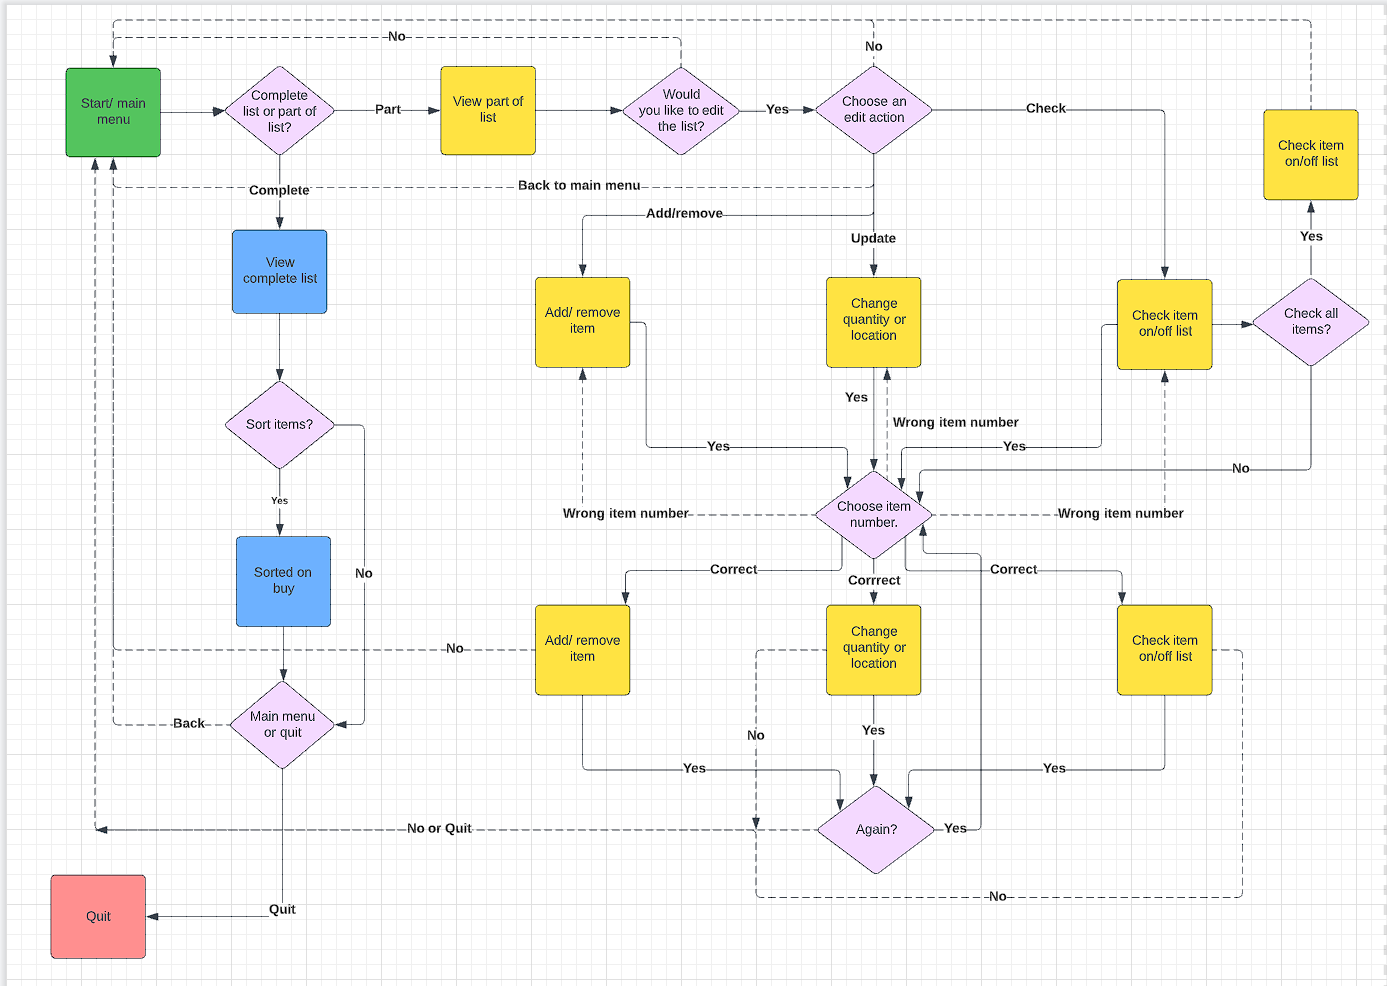 No
No
Start/ main
menu
Complete
list or part of
list?
Part
View part of
list
Would
you like to edit
the list?
Yes
Choose an
edit action
Check
Check item
on/off list
Complete
Back to main menu
Add/remove
Update
Yes
View
complete list
Add/ remove
item
Change
quantity or
location
Check item
on/off list
Check all
items?
Yes
Wrong item number
Sort items?
Yes
Yes
No
Yes
Wrong item number
Choose item
number.
Wrong item number
Sorted on
buy
No
Correct
Corrrect
Correct
Add/ remove
item
Change
quantity or
location
Check item
on/off list
No
Back
Main menu
or quit
No
Yes
Yes
Yes
No or Quit
Again?
Yes
No
Quit
Quit